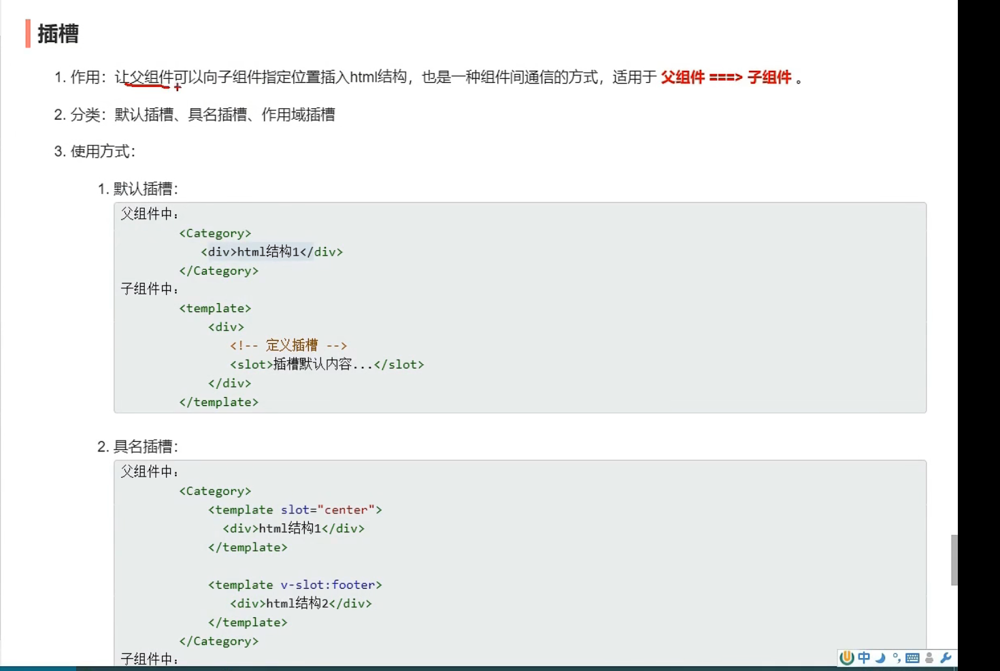 插槽
1. 作用：让父组件可以向子组件指定位置插入html结构，也是一种组件间通信的方式，适用于 父组件 ===> 子组件 。
2. 分类：默认插槽、具名插槽、作用域插槽
3. 使用方式：
1. 默认插槽：
父组件中：
<Category>
<div>html结构1</div>
</Category>
子组件中：
<template>
<div>
<!-- 定义插槽 -->
<slot>插槽默认内容...</slot>
</div>
</template>
2. 具名插槽：
父组件中：
<Category>
<template slot="center">
<div>html结构1</div>
</template>
<template v-slot:footer>
<div>html结构2</div>
</template>
</Category>
子组件中：
中